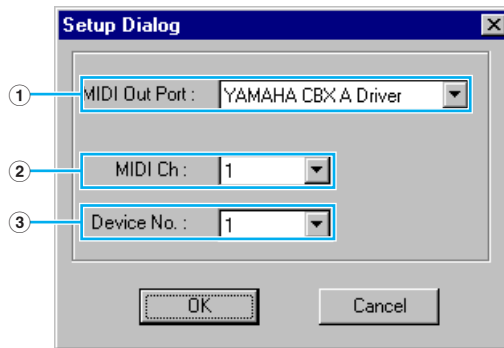 Setup Dialog
① MIDI Out Port : YAMAHA CBX A Driver
② MIDI Ch : 1
③ Device No. : 1
OK Cancel